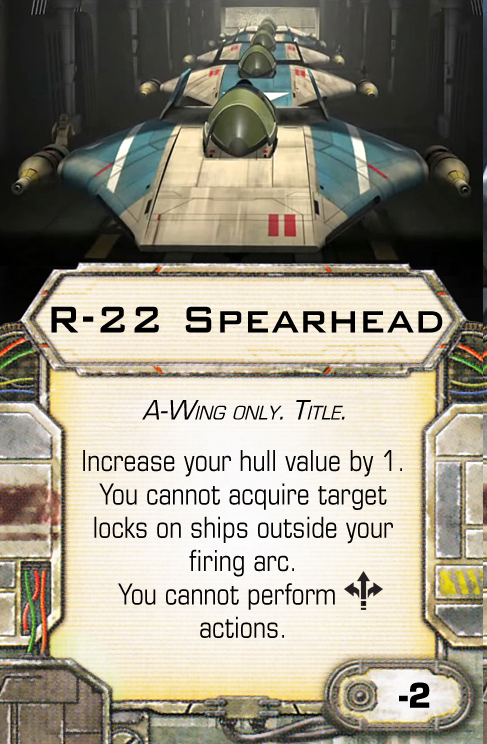 R-22 Spearhead
A-Wing only. Title.
Increase your hull value by 1.
You cannot acquire target
locks on ships outside your
firing arc.
You cannot perform
actions.
-2